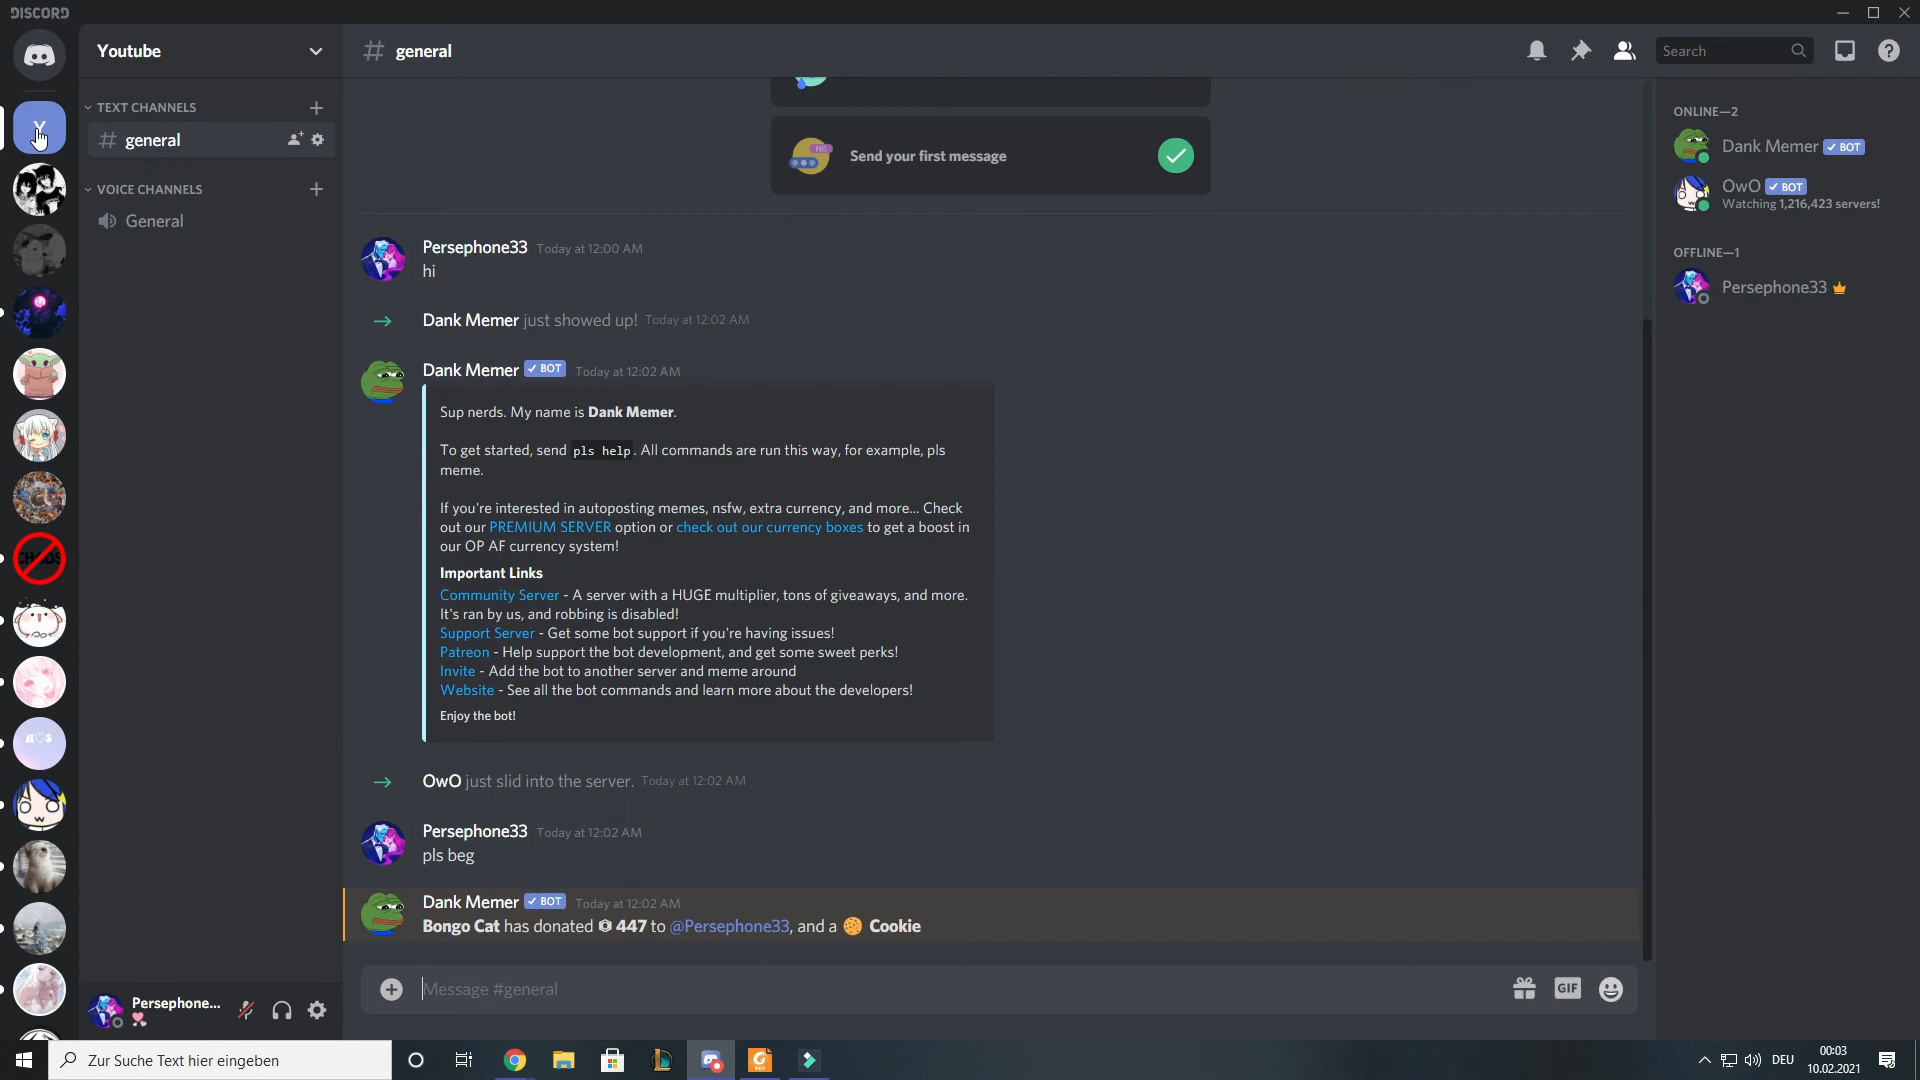 DISCORD
Youtube
general
Search
TEXT CHANNELS
general
VOICE CHANNELS
General
Send your first message
Persephone33 Today at 12:00 AM
hi
Dank Memer just showed up! Today at 12:02 AM
Dank Memer BOT Today at 12:02 AM
Sup nerds. My name is Dank Memer.
To get started, send pls help. All commands are run this way, for example, pls
meme.
If you're interested in autoposting memes, nsfw, extra currency, and more... Check
out our PREMIUM SERVER option or check out our currency boxes to get a boost in
our OP AF currency system!
Important Links
Community Server - A server with a HUGE multiplier, tons of giveaways, and more.
It's ran by us, and robbing is disabled!
Support Server - Get some bot support if you're having issues!
Patreon - Help support the bot development, and get some sweet perks!
Invite - Add the bot to another server and meme around
Website - See all the bot commands and learn more about the developers!
Enjoy the bot!
OwO just slid into the server. Today at 12:02 AM
Persephone33 Today at 12:02 AM
pls beg
Dank Memer BOT Today at 12:02 AM
Bongo Cat has donated 447 to @Persephone33, and a Cookie
Message #general
GIF
ONLINE—2
Dank Memer BOT
OwO BOT
Watching 1,216,423 servers!
OFFLINE—1
Persephone33
Persephone...
Zur Suche Text hier eingeben
DEU
00:03
10.02.2021